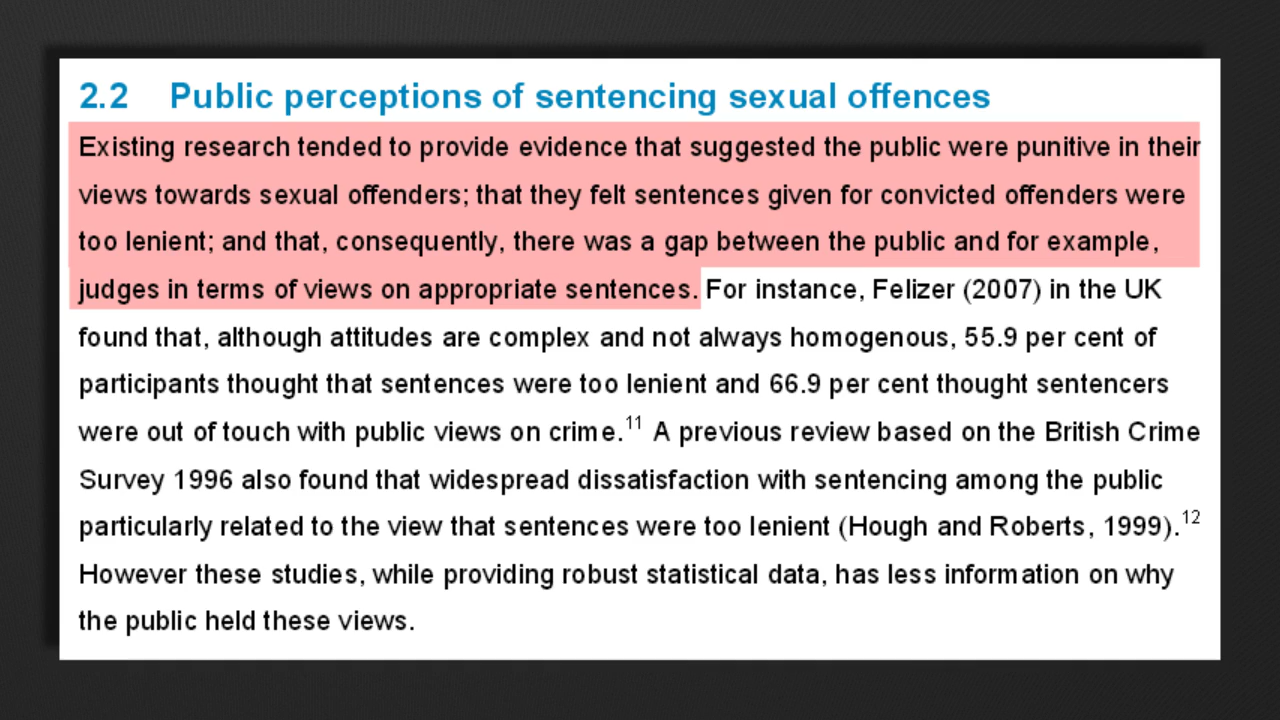 2.2 Public perceptions of sentencing sexual offences
Existing research tended to provide evidence that suggested the public were punitive in their
views towards sexual offenders; that they felt sentences given for convicted offenders were
too lenient; and that, consequently, there was a gap between the public and for example,
judges in terms of views on appropriate sentences. For instance, Felizer (2007) in the UK
found that, although attitudes are complex and not always homogenous, 55.9 per cent of
participants thought that sentences were too lenient and 66.9 per cent thought sentencers
were out of touch with public views on crime.11 A previous review based on the British Crime
Survey 1996 also found that widespread dissatisfaction with sentencing among the public
particularly related to the view that sentences were too lenient (Hough and Roberts, 1999).12
However these studies, while providing robust statistical data, has less information on why
the public held these views.